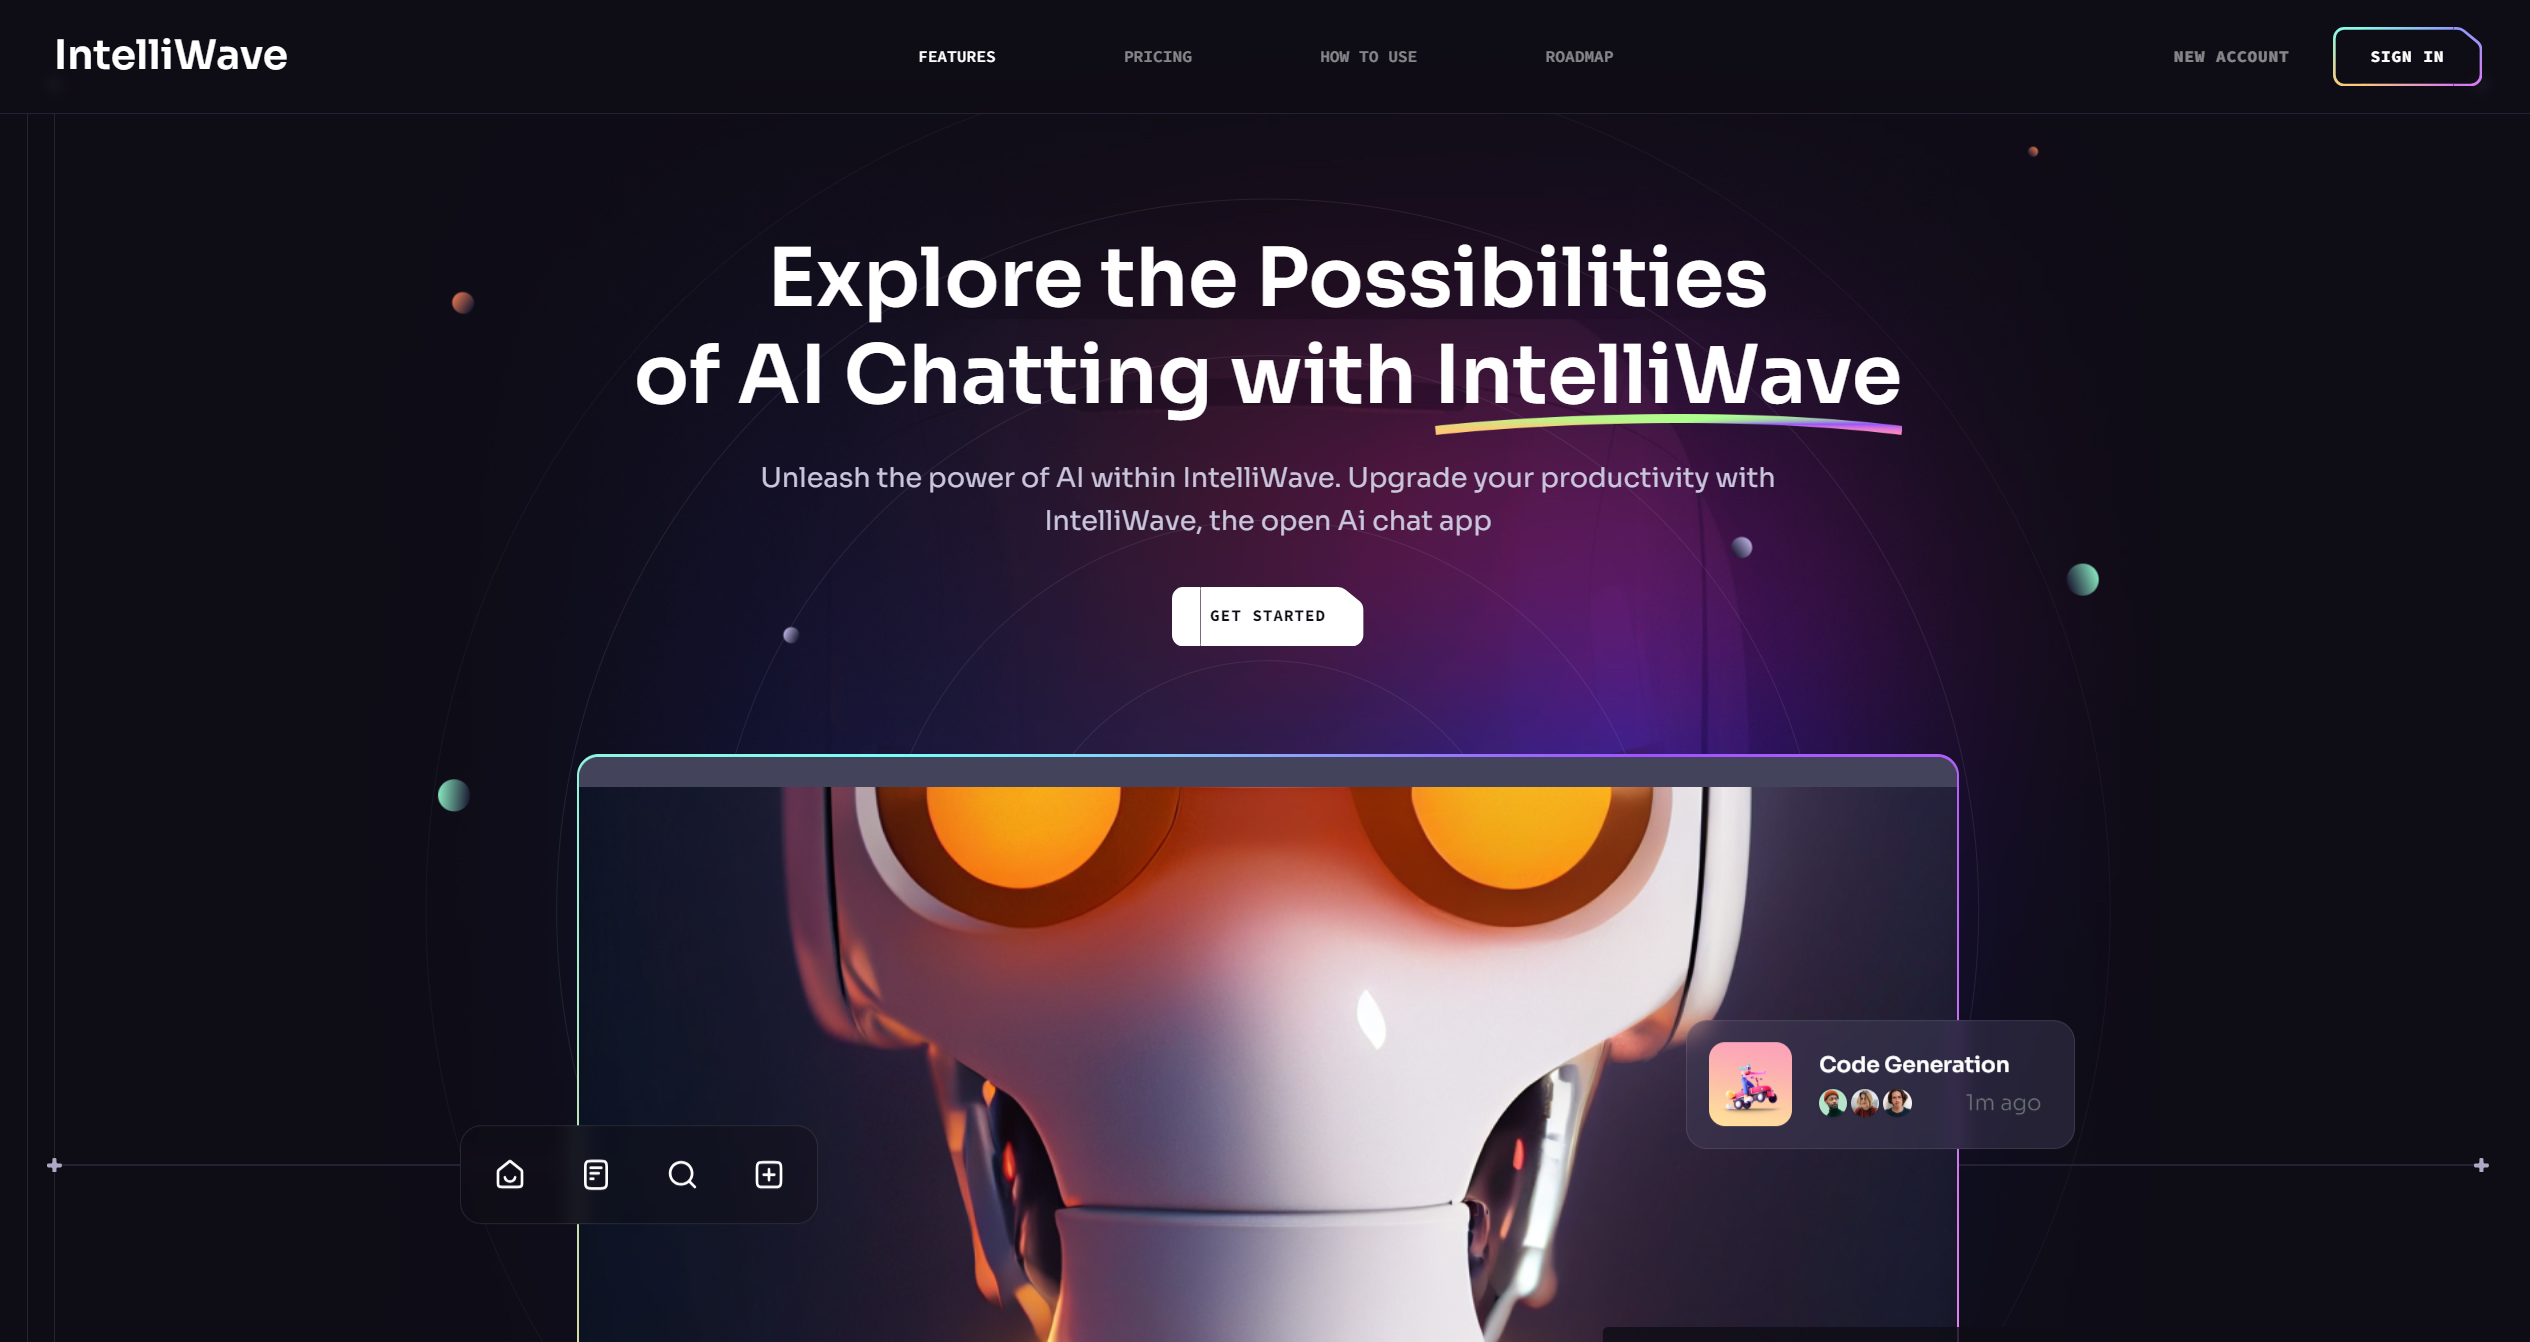 IntelliWave
FEATURES
PRICING
HOW TO USE
ROADMAP
NEW ACCOUNT
SIGN IN
Explore the Possibilities
of AI Chatting with IntelliWave
Unleash the power of AI within IntelliWave. Upgrade your productivity with
IntelliWave, the open Ai chat app
GET STARTED
Code Generation
1m ago